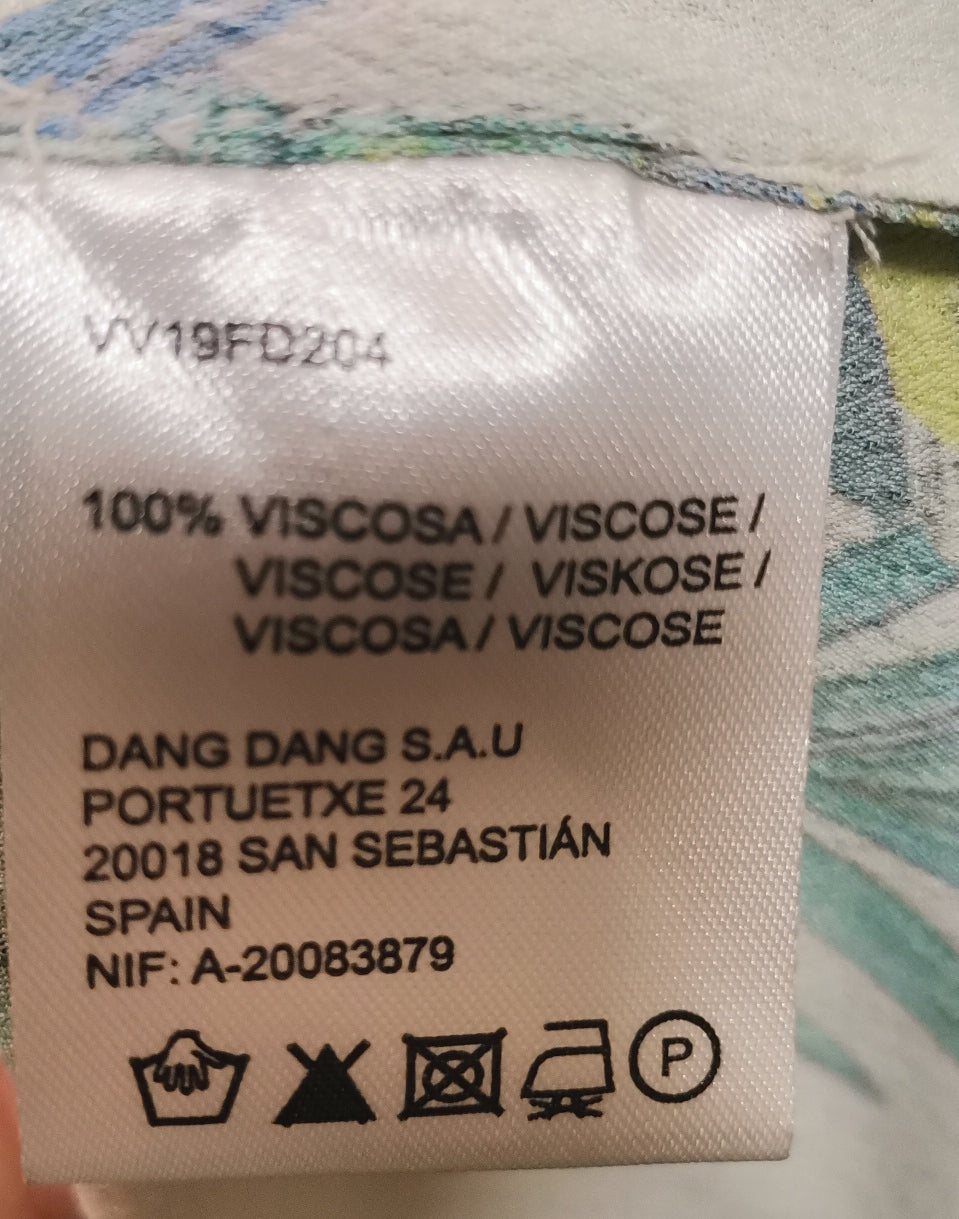 VV19FD204
100% VISCOSA / VISCOSE /
VISCOSE / VISKOSE /
VISCOSA / VISCOSE
DANG DANG S.A.U
PORTUETXE 24
20018 SAN SEBASTIÁN
SPAIN
NIF: A-20083879
P